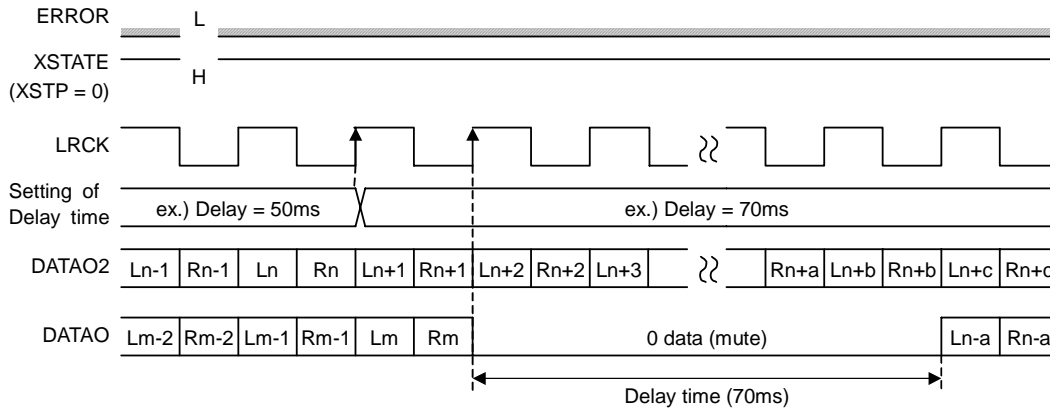 ERROR L
XSTATE
(XSTP = 0) H
LRCK
Setting of
Delay time ex.) Delay = 50ms ex.) Delay = 70ms
DATAO2 Ln-1 Rn-1 Ln Rn Ln+1 Rn+1 Ln+2 Rn+2 Ln+3 Rn+a Ln+b Rn+b Ln+c Rn+c
DATAO Lm-2 Rm-2 Lm-1 Rm-1 Lm Rm 0 data (mute) Ln-a Rn-a
Delay time (70ms)